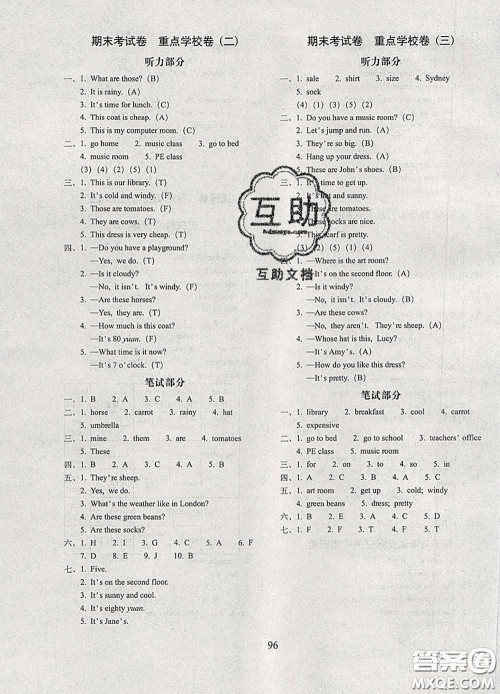 期末考试卷 重点学校卷(二)
听力部分
一、1. What are those? (B)
2. It's snowy. (A)
3. It's time for lunch. (C)
4. This coat is cheap. (A)
5. This is my computer room. (C)
二、1. go home 2. music class 3. go to bed
4. music room 5. PE class
(3) (4) (2) (5) (1)
三、1. This is our library. (F)
2. It's cold and windy. (F)
3. Those are tomatoes. (T)
4. They are cows. (T)
5. This dress is very cheap. (T)
四、1. —Do you have a playground?
—Yes, we do. (T)
2. —Is it cloudy?
—No, it isn't. It's windy. (F)
3. —Are these horses?
—Yes, they are. (T)
4. —How much is this coat?
—It's 80 yuan. (F)
5. —What time is it now?
—It's 7 o'clock. (T)
笔试部分
一、1. B 2. A 3. C 4. A 5. B
二、1. horse 2. carrot 3. rainy 4. hat
5. umbrella
三、1. mine 2. them 3. are 4. tomatoes
5. These
四、1. A 2. B 3. C 4. C 5. B
五、1. They're sheep.
2. Yes, we do.
3. What's the weather like in London?
4. Are these green beans?
5. Are those socks?
六、1. H 2. I 3. G 4. C 5. A 6. F
7. D 8. E 9. J 10. B
七、1. Five.
2. It's on the second floor.
3. It's sunny and cool.
4. It's eighty yuan.
5. It's Jane's.
期末考试卷 重点学校卷(三)
听力部分
一、1. sale 2. shirt 3. size 4. Sydney
5. sock
(4) (1) (3) (5) (2)
二、1. Do you have a music room? (B)
2. Let's jump and run. (B)
3. They're so big. (B)
4. Hang up your dress. (A)
5. These are John's shoes. (B)
time to get up.
and sunny.
are tomatoes.
socks are nice.
scarf is pretty.
(3) (5) (2) (1) (4)
四、1. —Where is the art room?
—It's on the second floor. (A)
2. —Is it cloudy?
—No, it isn't. It's windy. (B)
3. —Are these cows?
—No, they aren't. They're sheep. (A)
4. —Whose hat is this, Lucy?
—It's Amy's. (A)
5. —How do you like this dress?
—It's pretty. (B)
笔试部分
一、1. library 2. breakfast 3. cool 4. carrot
5. expensive
二、1. go to bed 2. go to school 3. teachers' office
4. PE class 5. music room
三、1. for 2. on 3. to 4. in 5. to
四、1. A 2. B 3. A 4. C 5. A
五、1. art room 2. get up 3. cold; windy
4. green beans 5. dress; pretty
六、1. B 2. E 3. A 4. C 5. D
七、1. F 2. F 3. T 4. T 5. F
互助
互助文档
96
答案圈
MXQE.COM